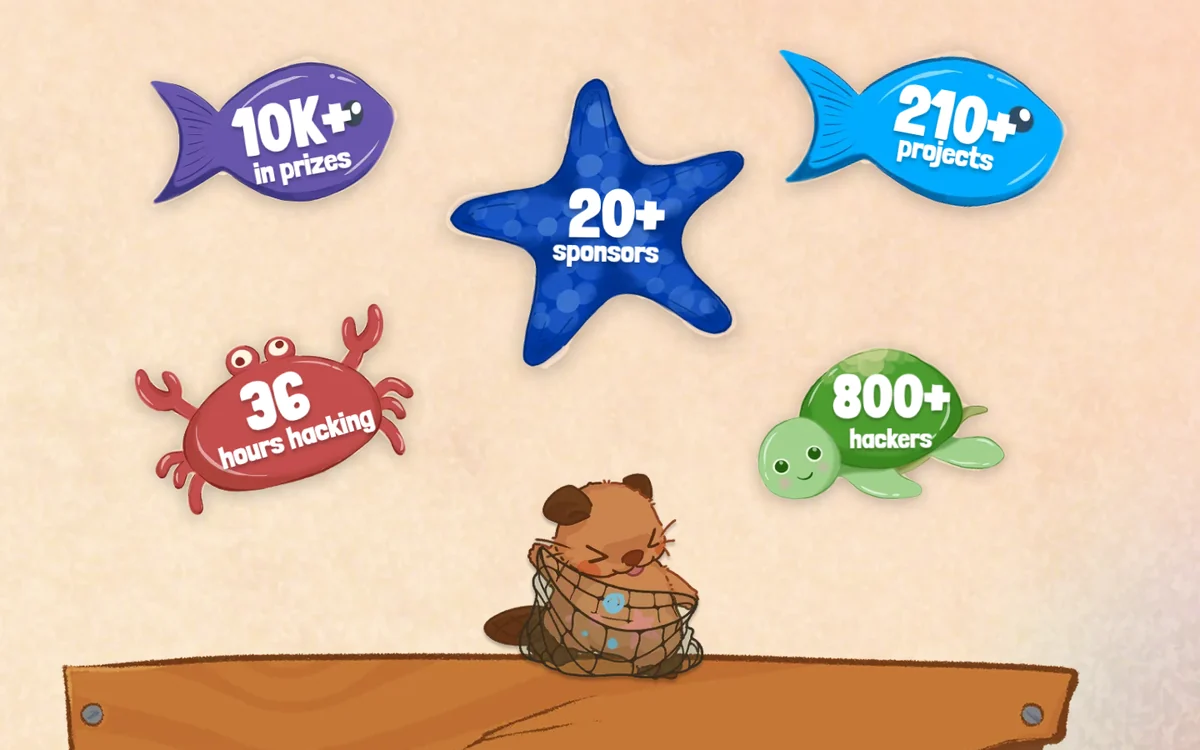 10K+
in prizes
20+
sponsors
210+
projects
36
hours hacking
800+
hackers